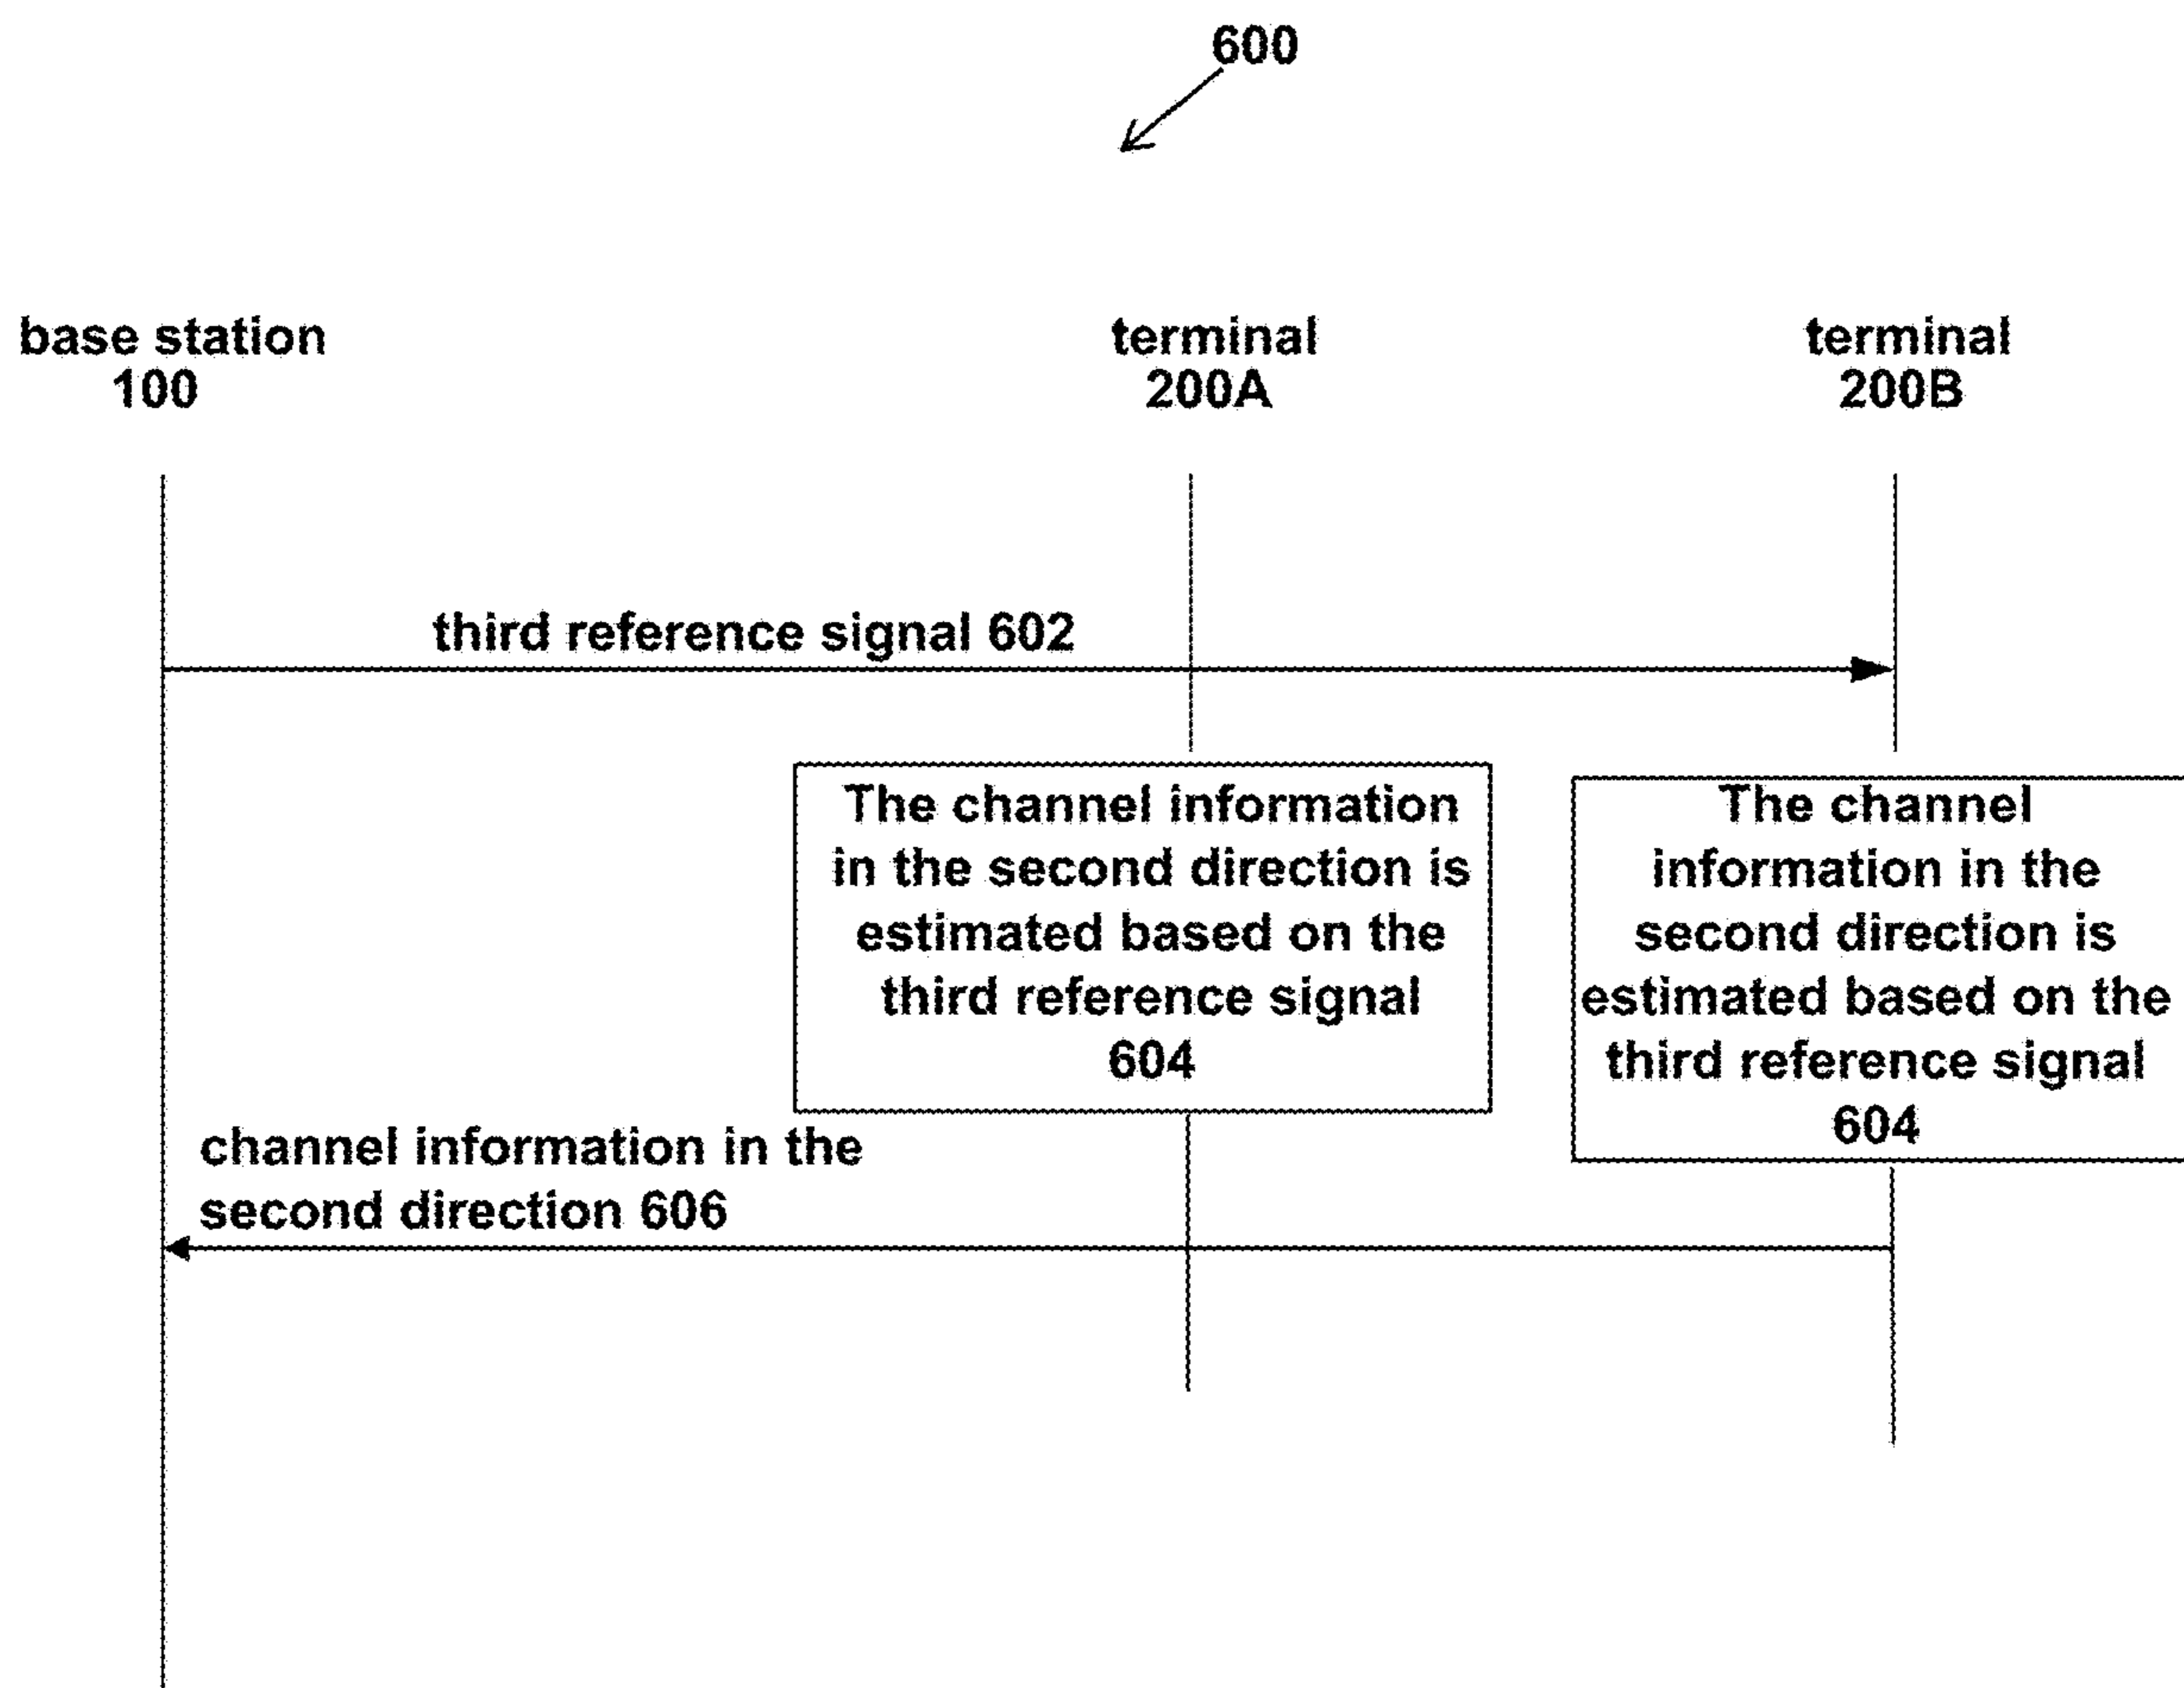 600
base station
100
terminal
200A
terminal
200B
third reference signal 602
The channel information
in the second direction is
estimated based on the
third reference signal
604
The channel
information in the
second direction is
estimated based on the
third reference signal
604
channel information in the
second direction 606